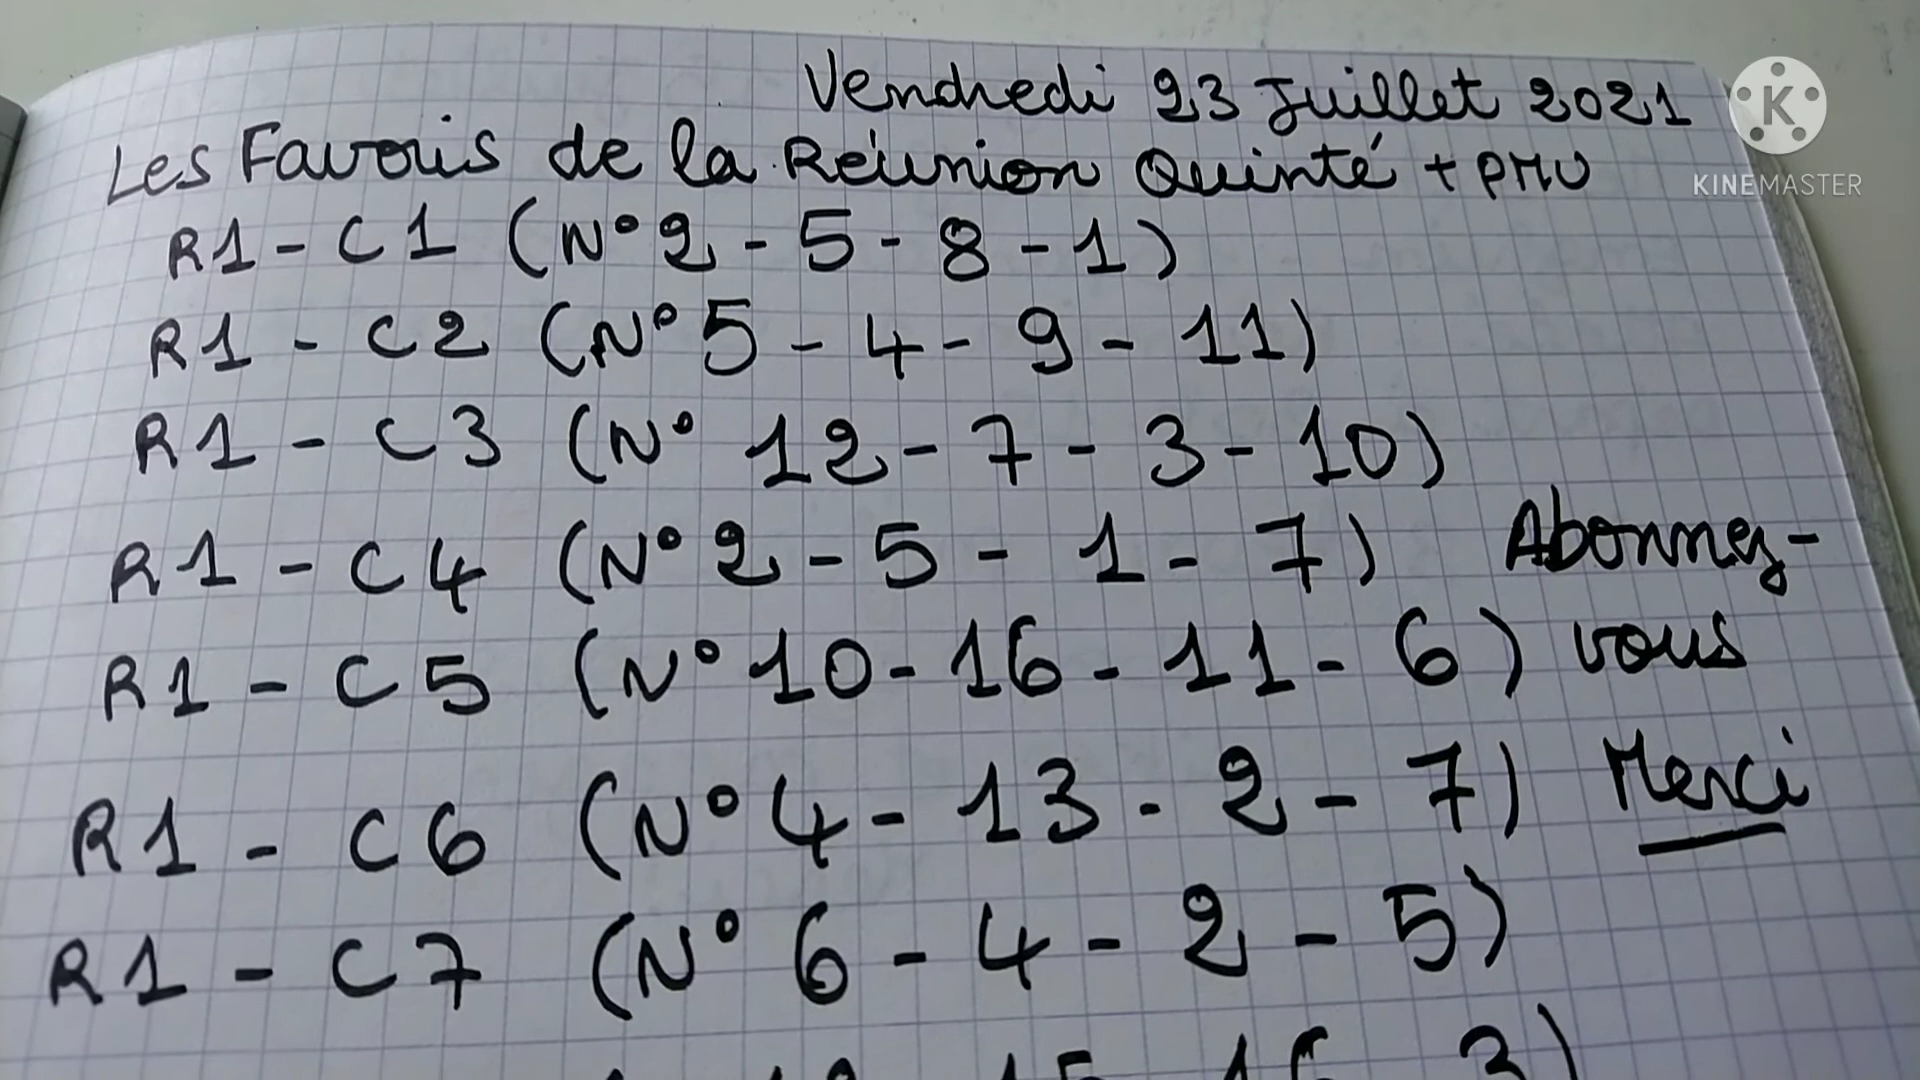 Vendredi 23 Juillet 2021
Les Favoris de la Réunion Quinté + PMU
R1 - C1 (N° 2 - 5 - 8 - 1)
R1 - C2 (N° 5 - 4 - 9 - 11)
R1 - C3 (N° 12 - 7 - 3 - 10)
R1 - C4 (N° 2 - 5 - 1 - 7) Abonnez-
R1 - C5 (N° 10 - 16 - 11 - 6) vous
R1 - C6 (N° 4 - 13 - 2 - 7) Merci
R1 - C7 (N° 6 - 4 - 2 - 5)
KINEMASTER